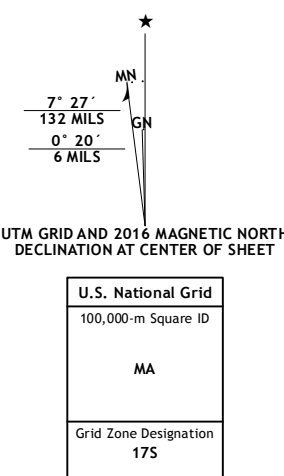 ★
MN
GN
7° 27´
132 MILS
0° 20´
6 MILS
UTM GRID AND 2016 MAGNETIC NORTH
DECLINATION AT CENTER OF SHEET
U.S. National Grid
100,000-m Square ID
MA
Grid Zone Designation
17S